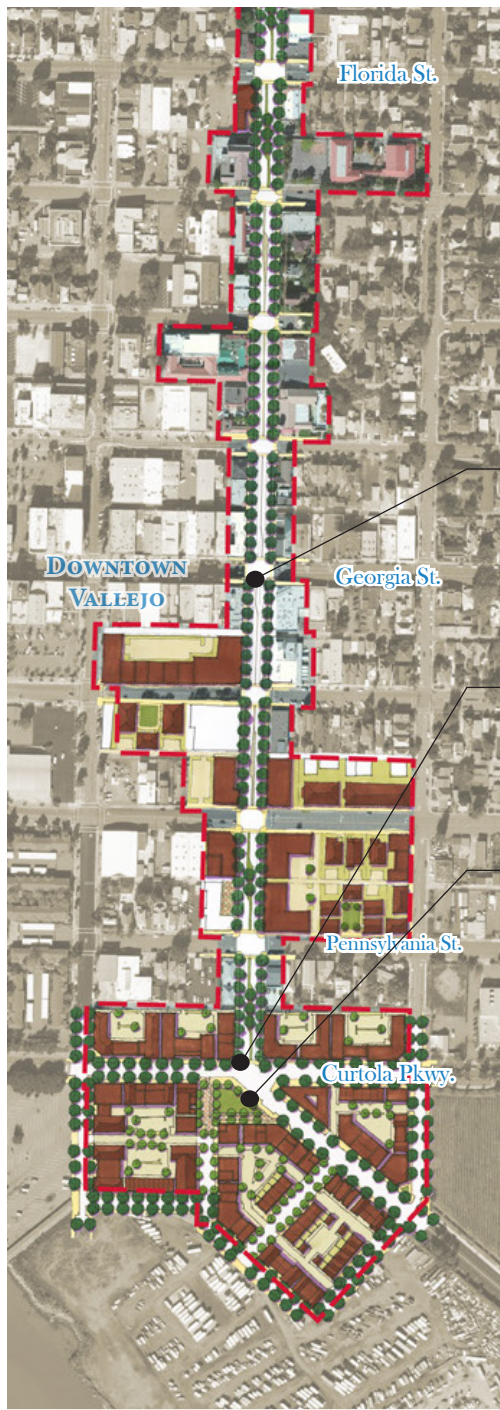 Florida St.
Downtown
Vallejo
Georgia St.
Pennsylvania St.
Curtola Pkwy.